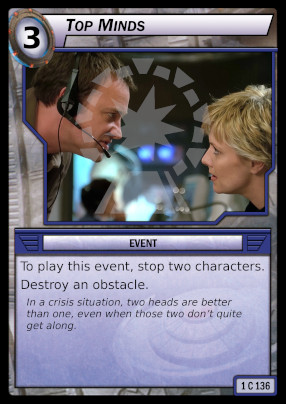 3
TOP MINDS
EVENT
To play this event, stop two characters.
Destroy an obstacle.
In a crisis situation, two heads are better
than one, even when those two don't quite
get along.
1 C 136